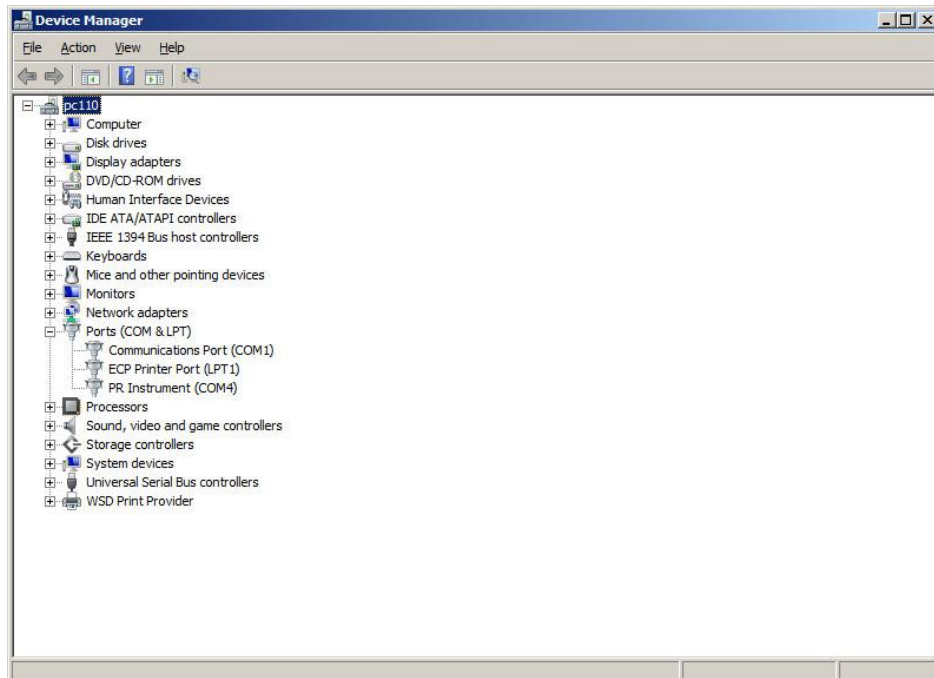 Device Manager
File Action View Help
pc110
Computer
Disk drives
Display adapters
DVD/CD-ROM drives
Human Interface Devices
IDE ATA/ATAPI controllers
IEEE 1394 Bus host controllers
Keyboards
Mice and other pointing devices
Monitors
Network adapters
Ports (COM & LPT)
Communications Port (COM1)
ECP Printer Port (LPT1)
PR Instrument (COM4)
Processors
Sound, video and game controllers
Storage controllers
System devices
Universal Serial Bus controllers
WSD Print Provider